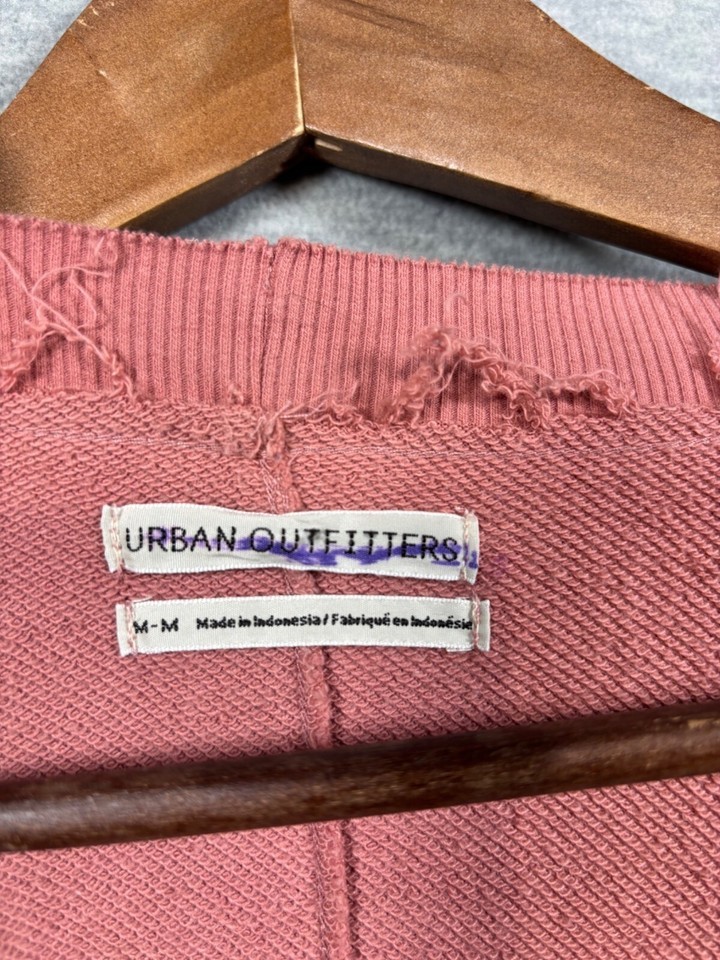 URBAN OUTFITTERS
M-M Made in Indonesia / Fabriqué en Indonésie